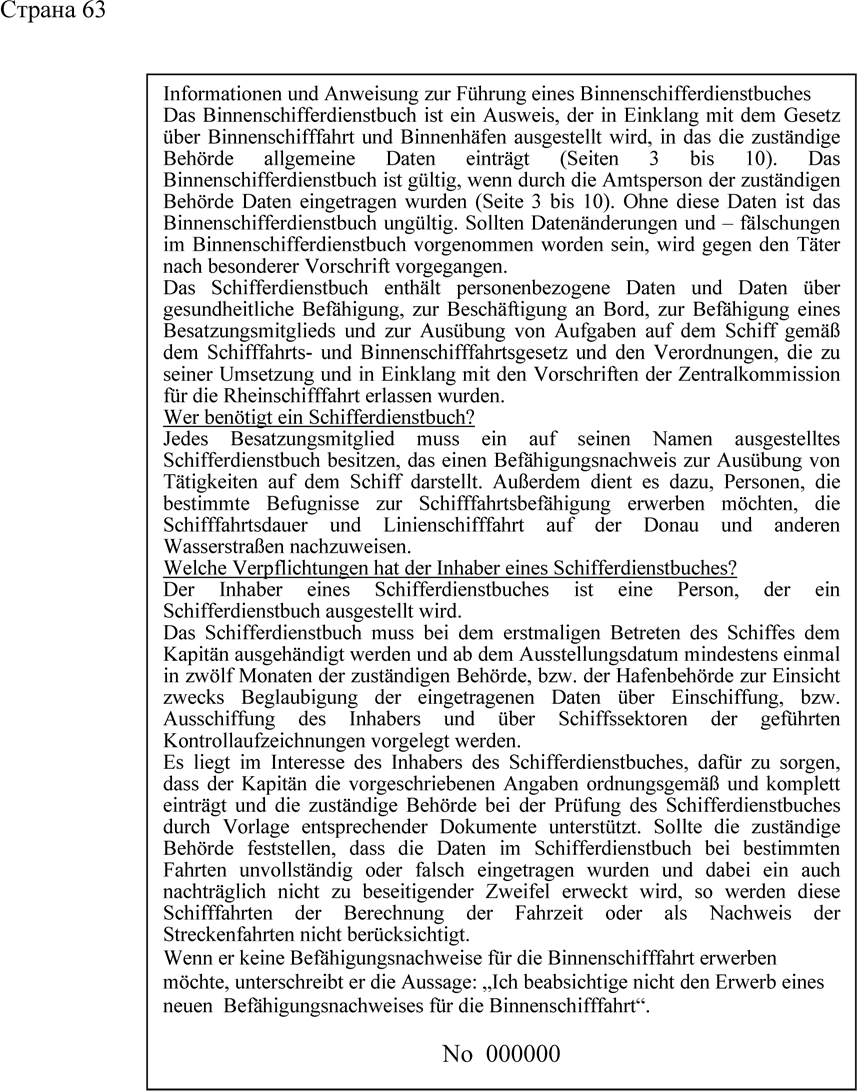 Страна 63
Informationen und Anweisung zur Führung eines Binnenschifferdienstbuches
Das Binnenschifferdienstbuch ist ein Ausweis, der in Einklang mit dem Gesetz
über Binnenschifffahrt und Binnenhäfen ausgestellt wird, in das die zuständige
Behörde allgemeine Daten einträgt (Seiten 3 bis 10). Das
Binnenschifferdienstbuch ist gültig, wenn durch die Amtsperson der zuständigen
Behörde Daten eingetragen wurden (Seite 3 bis 10). Ohne diese Daten ist das
Binnenschifferdienstbuch ungültig. Sollten Datenänderungen und – fälschungen
im Binnenschifferdienstbuch vorgenommen worden sein, wird gegen den Täter
nach besonderer Vorschrift vorgegangen.
Das Schifferdienstbuch enthält personenbezogene Daten und Daten über
gesundheitliche Befähigung, zur Beschäftigung an Bord, zur Befähigung eines
Besatzungsmitglieds und zur Ausübung von Aufgaben auf dem Schiff gemäß
dem Schifffahrts- und Binnenschifffahrtsgesetz und den Verordnungen, die zu
seiner Umsetzung und in Einklang mit den Vorschriften der Zentralkommission
für die Rheinschifffahrt erlassen wurden.
Wer benötigt ein Schifferdienstbuch?
Jedes Besatzungsmitglied muss ein auf seinen Namen ausgestelltes
Schifferdienstbuch besitzen, das einen Befähigungsnachweis zur Ausübung von
Tätigkeiten auf dem Schiff darstellt. Außerdem dient es dazu, Personen, die
bestimmte Befugnisse zur Schifffahrtsbefähigung erwerben möchten, die
Schifffahrtsdauer und Linienschifffahrt auf der Donau und anderen
Wasserstraßen nachzuweisen.
Welche Verpflichtungen hat der Inhaber eines Schifferdienstbuches?
Der Inhaber eines Schifferdienstbuches ist eine Person, der ein
Schifferdienstbuch ausgestellt wird.
Das Schifferdienstbuch muss bei dem erstmaligen Betreten des Schiffes dem
Kapitän ausgehändigt werden und ab dem Ausstellungsdatum mindestens einmal
in zwölf Monaten der zuständigen Behörde, bzw. der Hafenbehörde zur Einsicht
zwecks Beglaubigung der eingetragenen Daten über Einschiffung, bzw.
Ausschiffung des Inhabers und über Schiffssektoren der geführten
Kontrollaufzeichnungen vorgelegt werden.
Es liegt im Interesse des Inhabers des Schifferdienstbuches, dafür zu sorgen,
dass der Kapitän die vorgeschriebenen Angaben ordnungsgemäß und komplett
einträgt und die zuständige Behörde bei der Prüfung des Schifferdienstbuches
durch Vorlage entsprechender Dokumente unterstützt. Sollte die zuständige
Behörde feststellen, dass die Daten im Schifferdienstbuch bei bestimmten
Fahrten unvollständig oder falsch eingetragen wurden und dabei ein auch
nachträglich nicht zu beseitigender Zweifel erweckt wird, so werden diese
Schifffahrten der Berechnung der Fahrzeit oder als Nachweis der
Streckenfahrten nicht berücksichtigt.
Wenn er keine Befähigungsnachweise für die Binnenschifffahrt erwerben
möchte, unterschreibt er die Aussage: „Ich beabsichtige nicht den Erwerb eines
neuen  Befähigungsnachweises für die Binnenschifffahrt“.
No  000000